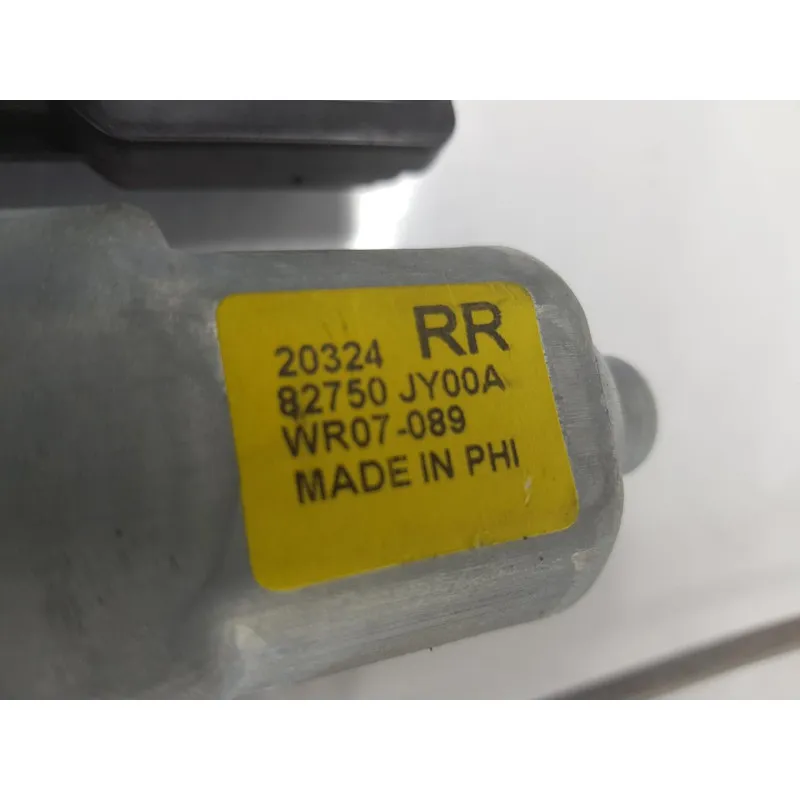 RR
20324
82750 JY00A
WR07-089
MADE IN PHI